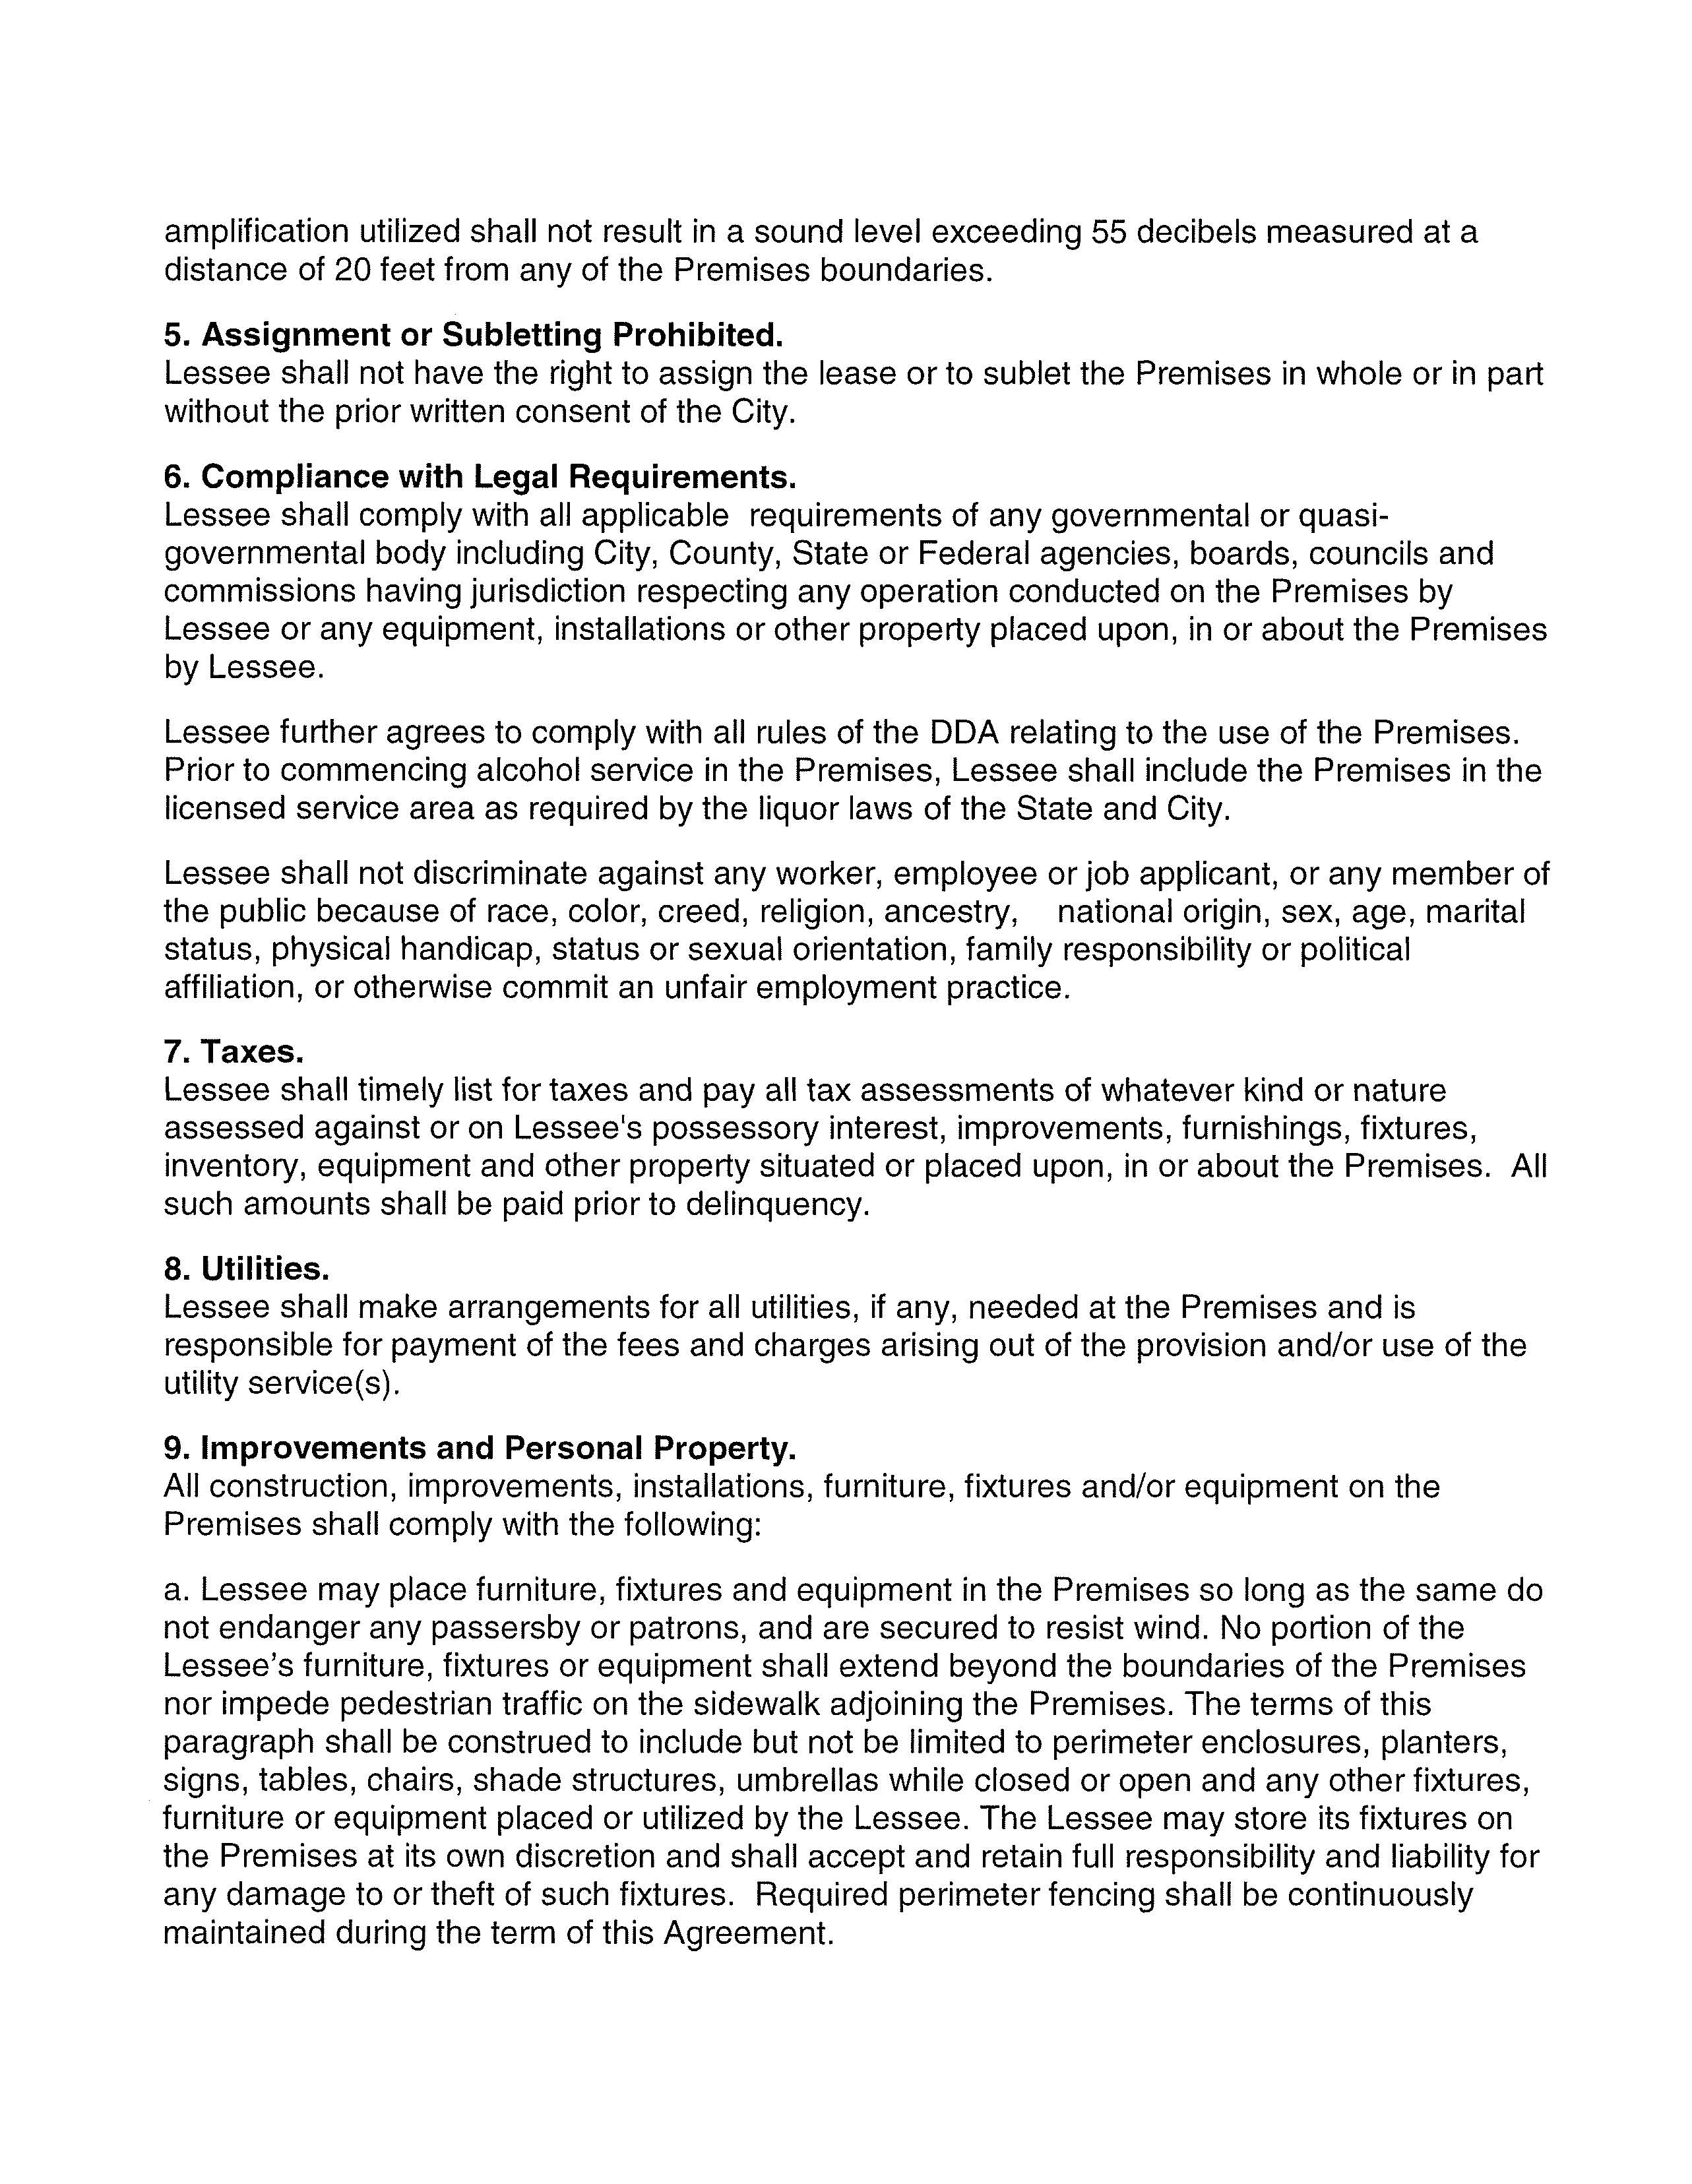 amplification utilized shall not result in a sound level exceeding 55 decibels measured at a
distance of 20 feet from any of the Premises boundaries.
5. Assignment or Subletting Prohibited.
Lessee shall not have the right to assign the lease or to sublet the Premises in whole or in part
without the prior written consent of the City.
6. Compliance with Legal Requirements.
Lessee shall comply with all applicable  requirements of any governmental or quasi-
governmental body including City, County, State or Federal agencies, boards, councils and
commissions having jurisdiction respecting any operation conducted on the Premises by
Lessee or any equipment, installations or other property placed upon, in or about the Premises
by Lessee.
Lessee further agrees to comply with all rules of the DDA relating to the use of the Premises.
Prior to commencing alcohol service in the Premises, Lessee shall include the Premises in the
licensed service area as required by the liquor laws of the State and City.
Lessee shall not discriminate against any worker, employee or job applicant, or any member of
the public because of race, color, creed, religion, ancestry,   national origin, sex, age, marital
status, physical handicap, status or sexual orientation, family responsibility or political
affiliation, or otherwise commit an unfair employment practice.
7. Taxes.
Lessee shall timely list for taxes and pay all tax assessments of whatever kind or nature
assessed against or on Lessee's possessory interest, improvements, furnishings, fixtures,
inventory, equipment and other property situated or placed upon, in or about the Premises.  All
such amounts shall be paid prior to delinquency.
8. Utilities.
Lessee shall make arrangements for all utilities, if any, needed at the Premises and is
responsible for payment of the fees and charges arising out of the provision and/or use of the
utility service(s).
9. Improvements and Personal Property.
All construction, improvements, installations, furniture, fixtures and/or equipment on the
Premises shall comply with the following:
a. Lessee may place furniture, fixtures and equipment in the Premises so long as the same do
not endanger any passersby or patrons, and are secured to resist wind. No portion of the
Lessee’s furniture, fixtures or equipment shall extend beyond the boundaries of the Premises
nor impede pedestrian traffic on the sidewalk adjoining the Premises. The terms of this
paragraph shall be construed to include but not be limited to perimeter enclosures, planters,
signs, tables, chairs, shade structures, umbrellas while closed or open and any other fixtures,
furniture or equipment placed or utilized by the Lessee. The Lessee may store its fixtures on
the Premises at its own discretion and shall accept and retain full responsibility and liability for
any damage to or theft of such fixtures.  Required perimeter fencing shall be continuously
maintained during the term of this Agreement.